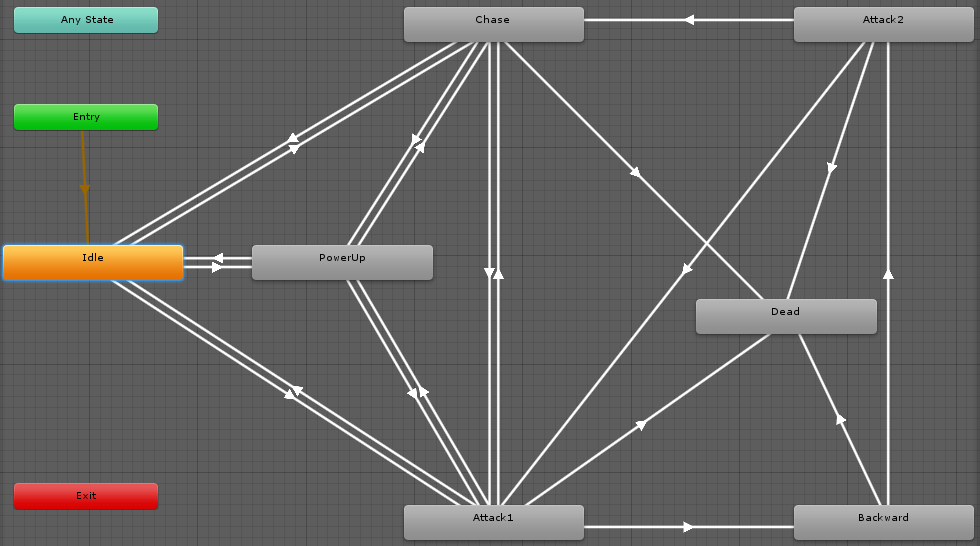 Any State
Chase
Attack2
Entry
Idle
PowerUp
Dead
Exit
Attack1
Backward